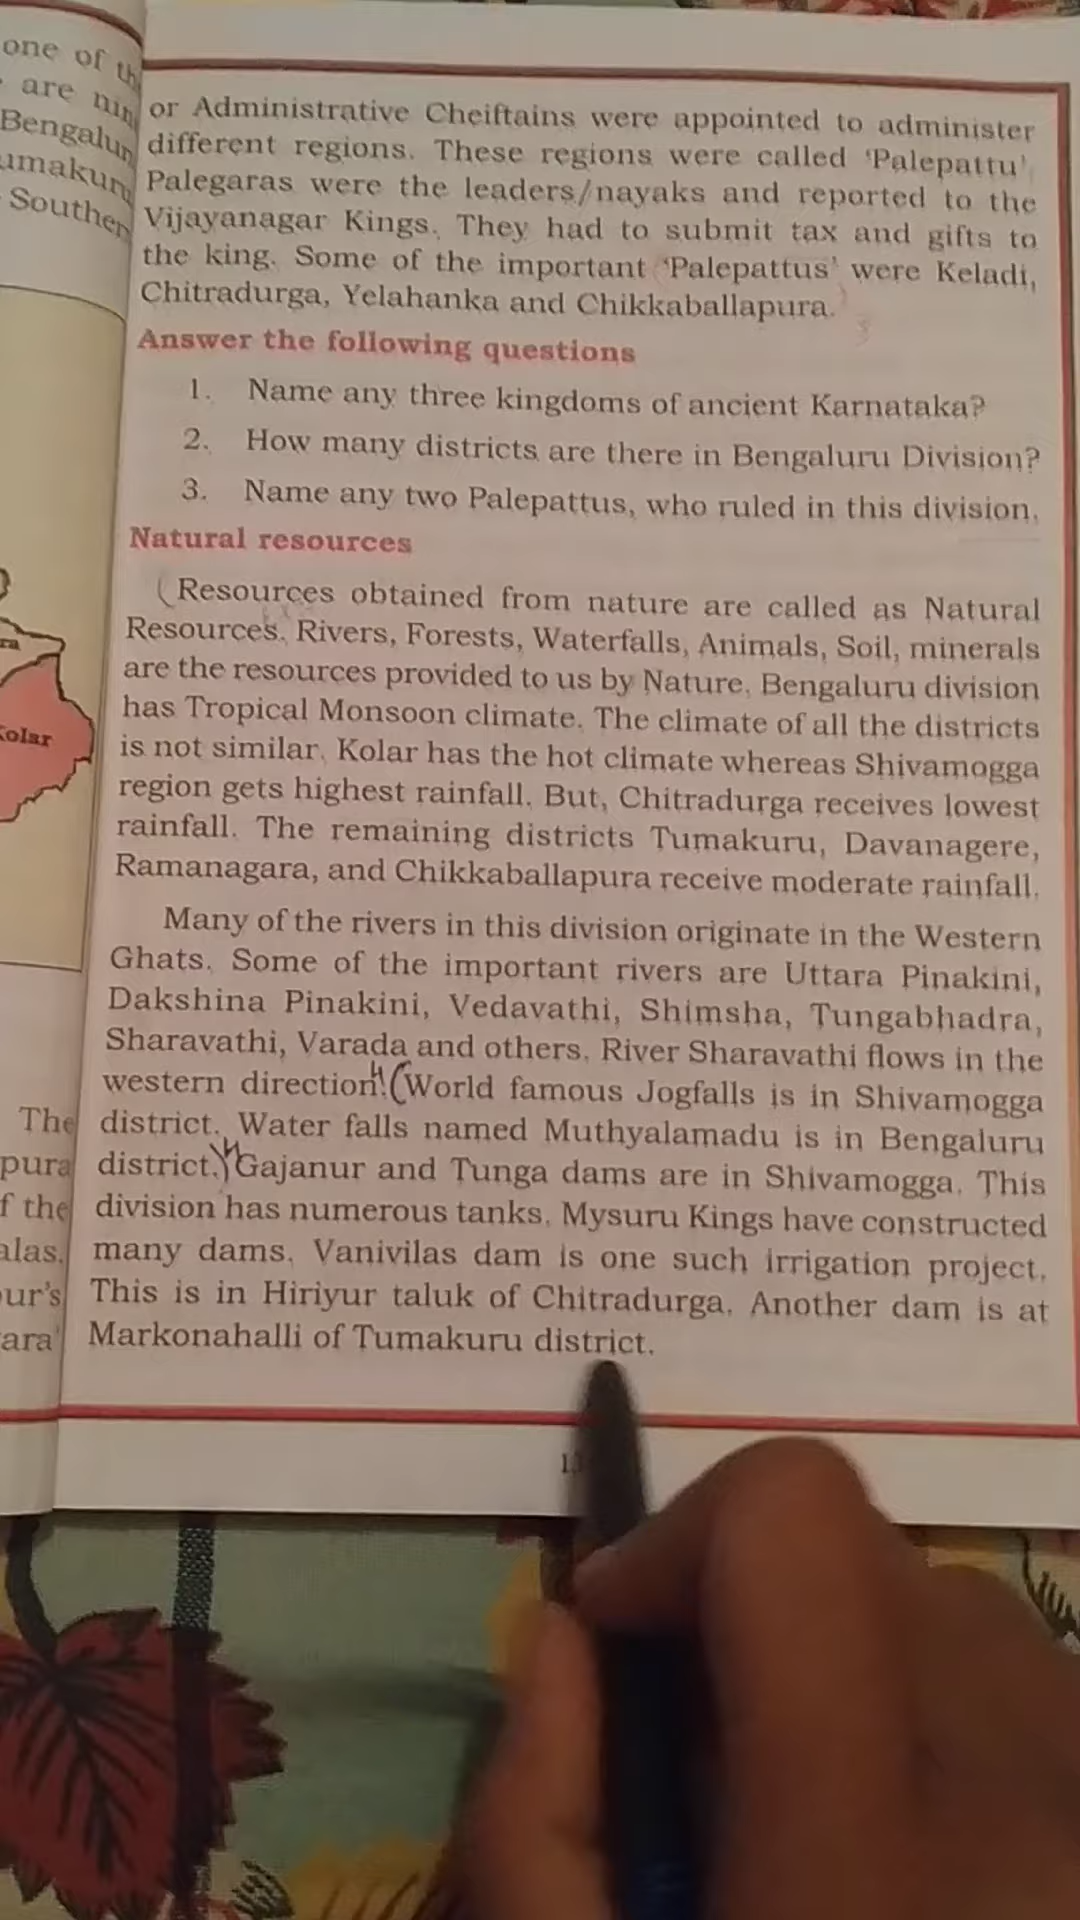 one of
are
or Administrative Cheiftains were appointed to administer
different regions. These regions were called 'Palepattu'.
Palegaras were the leaders/nayaks and reported to the
Vijayanagar Kings. They had to submit tax and gifts to
the king. Some of the important 'Palepattus' were Keladi,
Chitradurga, Yelahanka and Chikkaballapura.
Answer the following questions
1. Name any three kingdoms of ancient Karnataka?
2. How many districts are there in Bengaluru Division?
3. Name any two Palepattus, who ruled in this division.
Natural resources
(Resources obtained from nature are called as Natural
Resources. Rivers, Forests, Waterfalls, Animals, Soil, minerals
are the resources provided to us by Nature. Bengaluru division
has Tropical Monsoon climate. The climate of all the districts
is not similar. Kolar has the hot climate whereas Shivamogga
region gets highest rainfall. But, Chitradurga receives lowest
rainfall. The remaining districts Tumakuru, Davanagere,
Ramanagara, and Chikkaballapura receive moderate rainfall.
Many of the rivers in this division originate in the Western
Ghats. Some of the important rivers are Uttara Pinakini,
Dakshina Pinakini, Vedavathi, Shimsha, Tungabhadra,
Sharavathi, Varada and others. River Sharavathi flows in the
western direction. (World famous Jogfalls is in Shivamogga
district. Water falls named Muthyalamadu is in Bengaluru
district.) Gajanur and Tunga dams are in Shivamogga. This
division has numerous tanks. Mysuru Kings have constructed
many dams. Vanivilas dam is one such irrigation project.
This is in Hiriyur taluk of Chitradurga. Another dam is at
Markonahalli of Tumakuru district.
Kolar
The
pura
f the